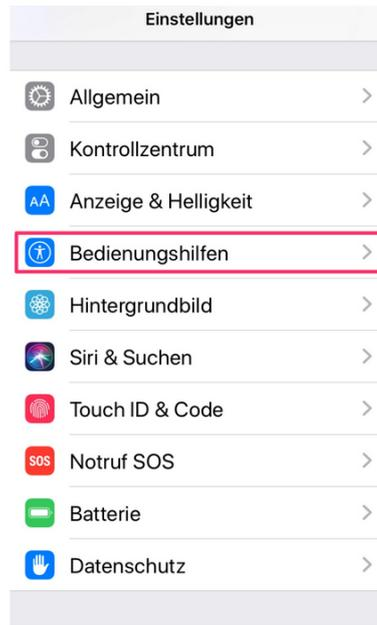 Einstellungen
Allgemein
Kontrollzentrum
AA Anzeige & Helligkeit
Bedienungshilfen
Hintergrundbild
Siri & Suchen
Touch ID & Code
SOS Notruf SOS
Batterie
Datenschutz